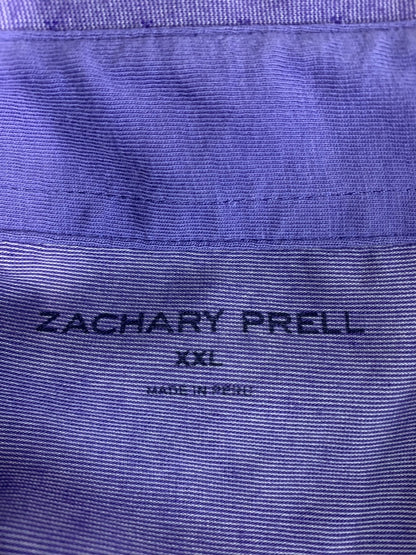 ZACHARY PRELL
XXL
MADE IN PERU